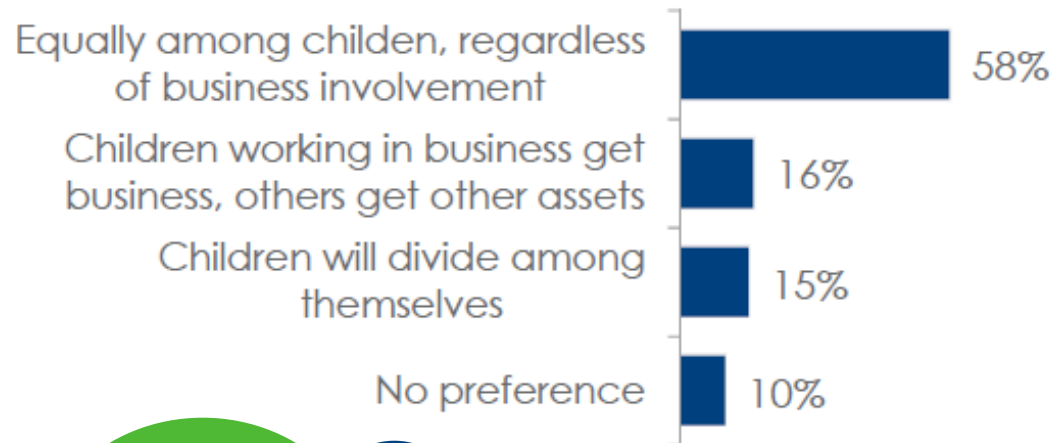 Equally among childen, regardless
of business involvement
58%
Children working in business get
business, others get other assets
16%
Children will divide among
themselves
15%
No preference
10%